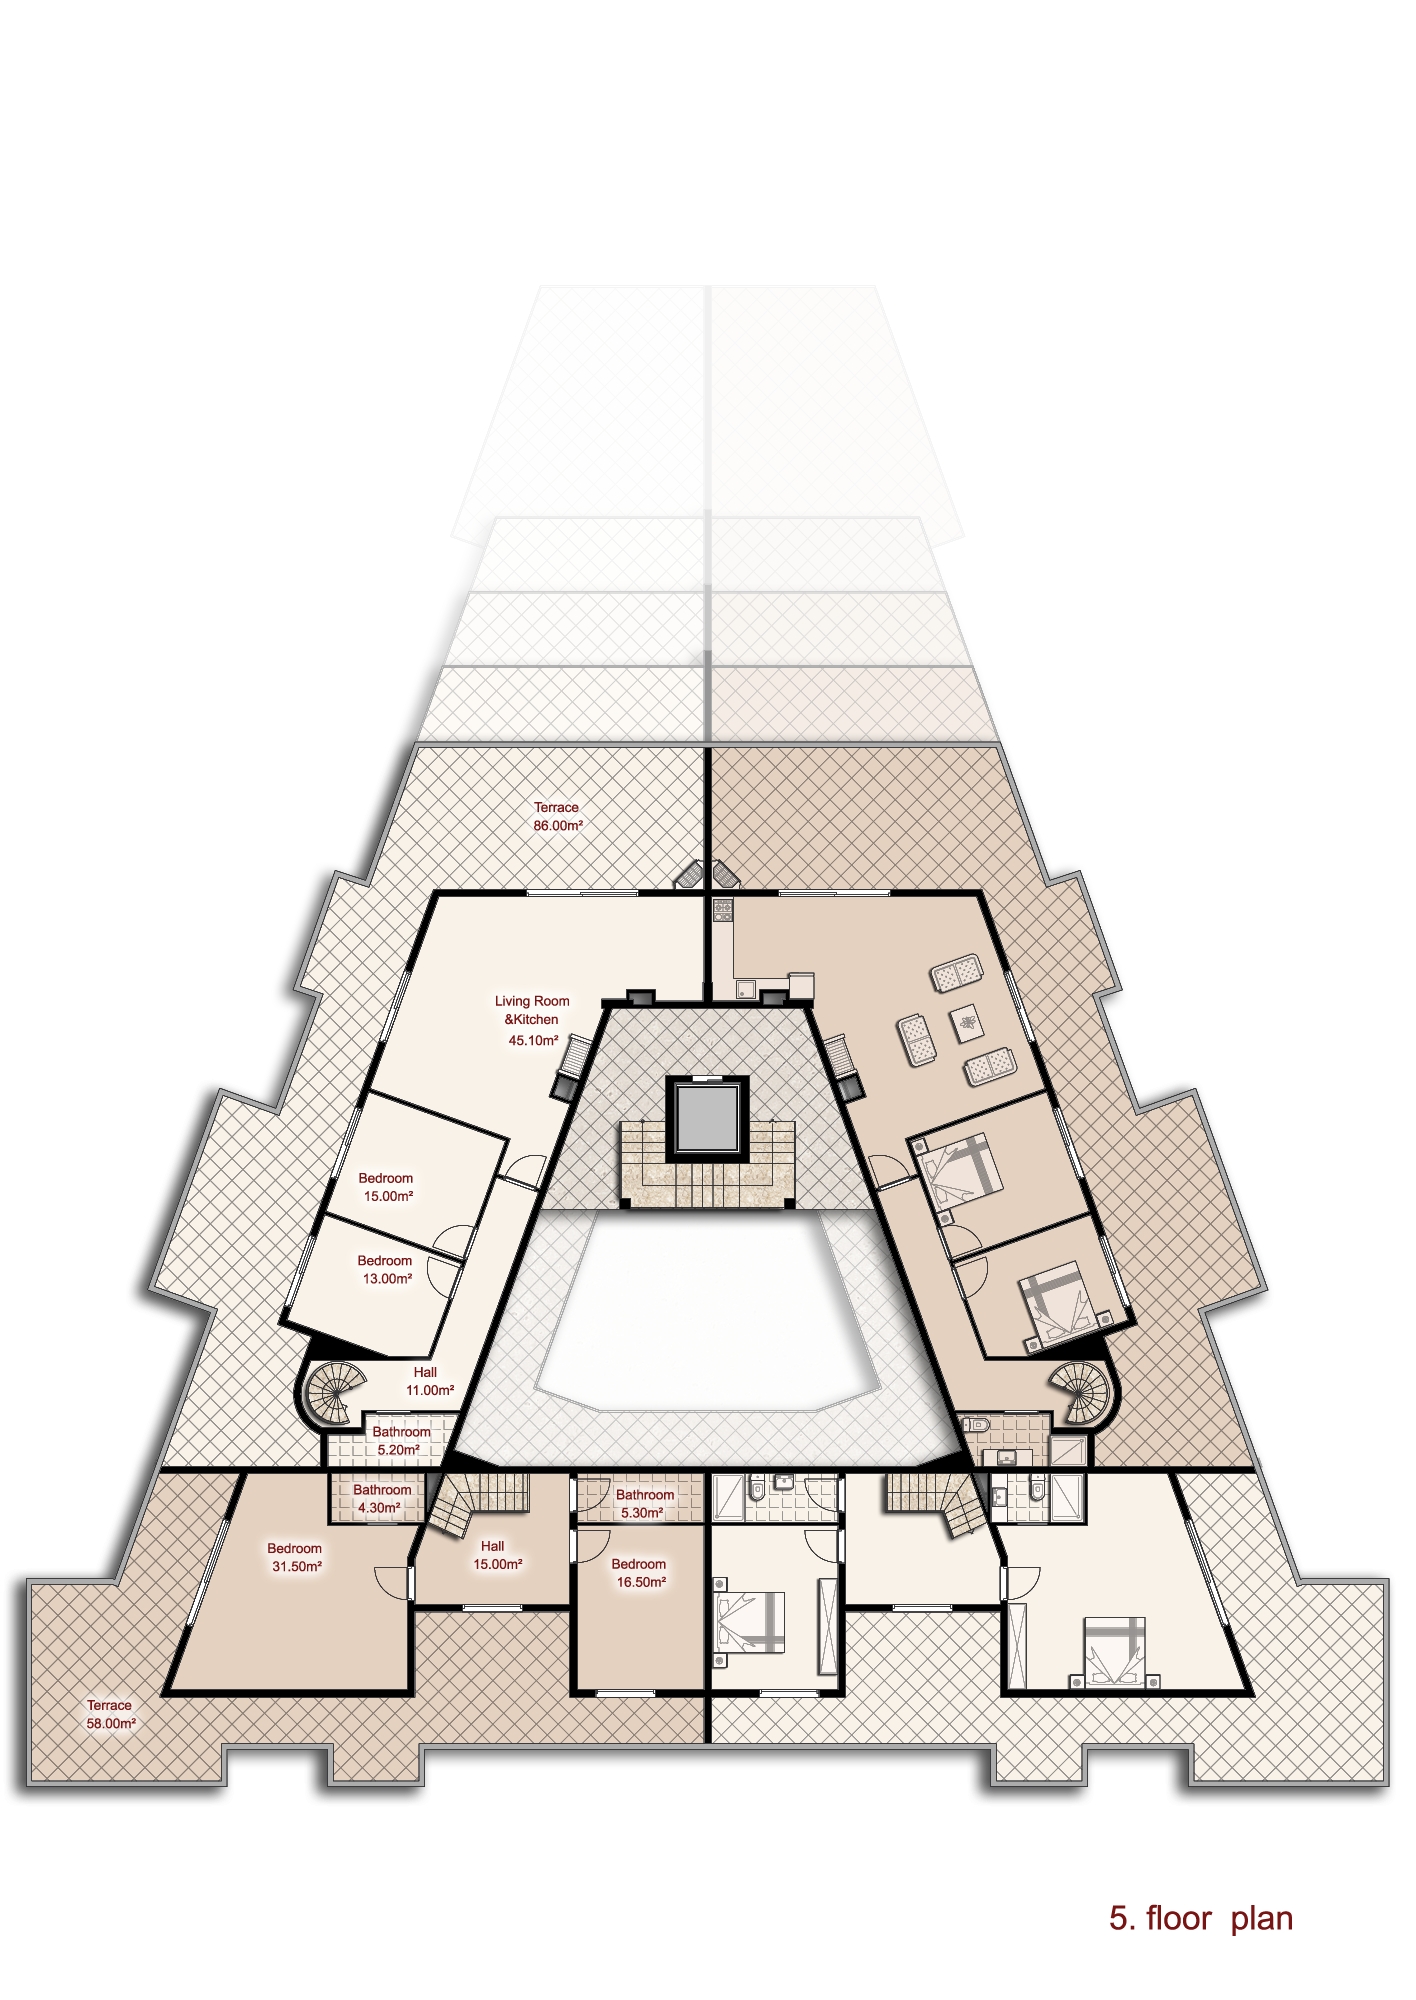 Terrace
86.00m²
Living Room
&Kitchen
45.10m²
Bedroom
15.00m²
Bedroom
13.00m²
Hall
11.00m²
Bathroom
5.20m²
Bathroom
4.30m²
Bathroom
5.30m²
Bedroom
31.50m²
Hall
15.00m²
Bedroom
16.50m²
Terrace
58.00m²
5. floor plan